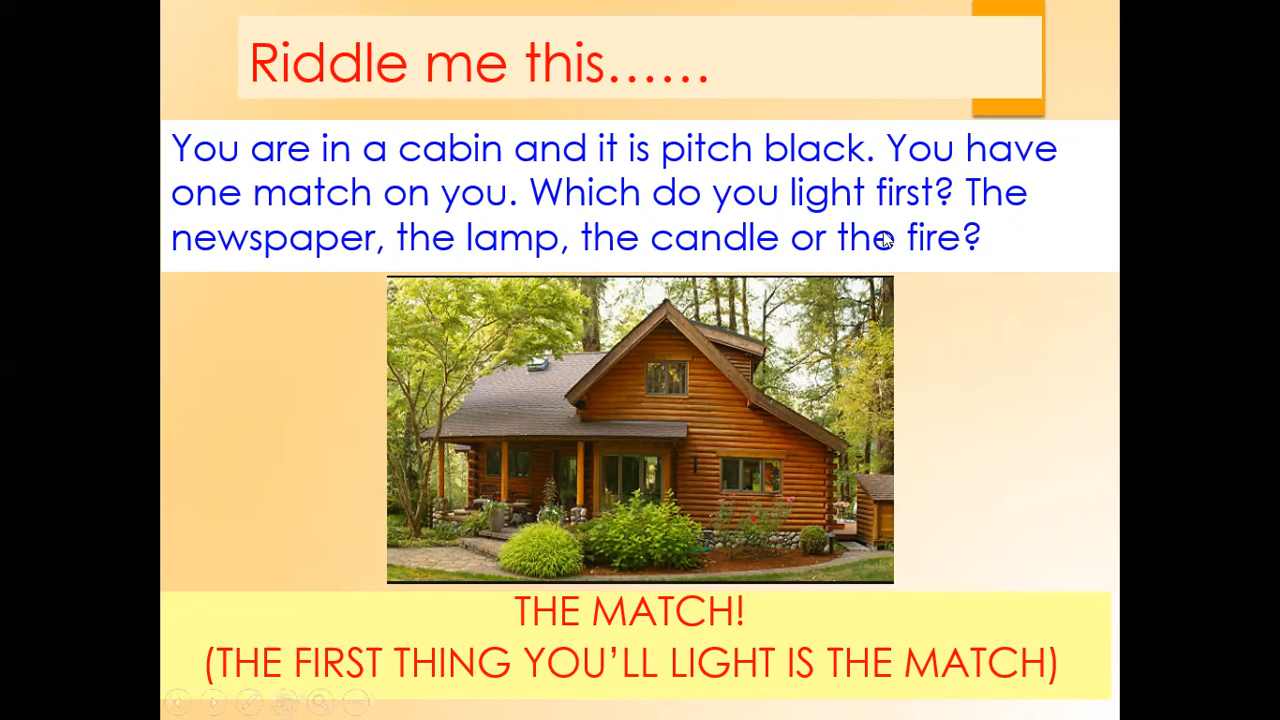 Riddle me this......
You are in a cabin and it is pitch black. You have
one match on you. Which do you light first? The
newspaper, the lamp, the candle or the fire?
THE MATCH!
(THE FIRST THING YOU’LL LIGHT IS THE MATCH)